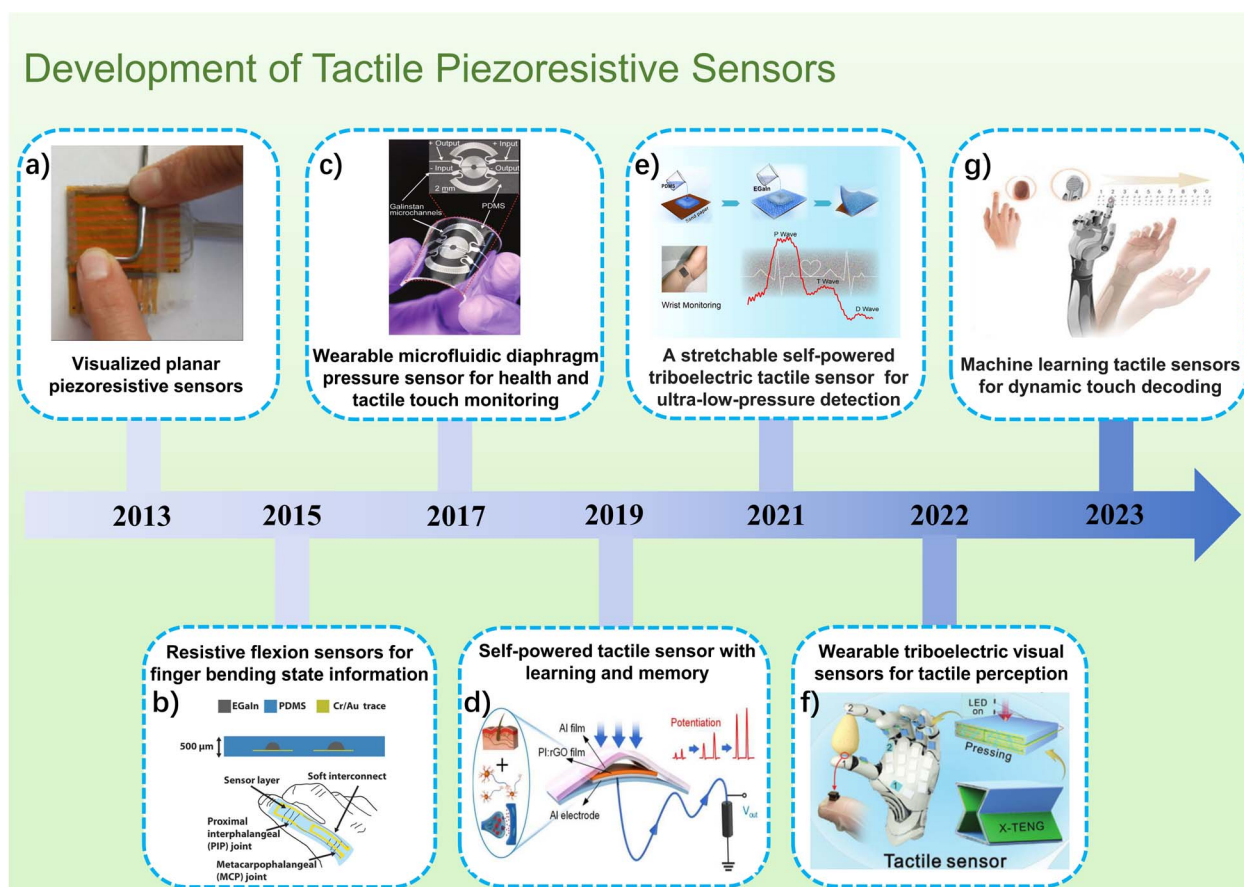 Development of Tactile Piezoresistive Sensors
a)
Visualized planar
piezoresistive sensors
c)
+ Output
+ Input
- Input
- Output
2 mm
Galinstan
microchannels
PDMS
Wearable microfluidic diaphragm
pressure sensor for health and
tactile touch monitoring
e)
PDMS
sand paper
EGaIn
P Wave
T Wave
D Wave
Wrist Monitoring
A stretchable self-powered
triboelectric tactile sensor for
ultra-low-pressure detection
g)
1 2 3 4 5 6 7 8 9 0
Machine learning tactile sensors
for dynamic touch decoding
2013
2015
2017
2019
2021
2022
2023
Resistive flexion sensors for
finger bending state information
b)
EGaIn
PDMS
Cr/Au trace
500 µm
Sensor layer
Soft interconnect
Proximal
interphalangeal
(PIP) joint
Metacarpophalangeal
(MCP) joint
Self-powered tactile sensor with
learning and memory
d)
Al film
PI:rGO film
Al electrode
Potentiation
+
Vout
Wearable triboelectric visual
sensors for tactile perception
f)
2
2
1
LED
on
Pressing
X-TENG
Tactile sensor